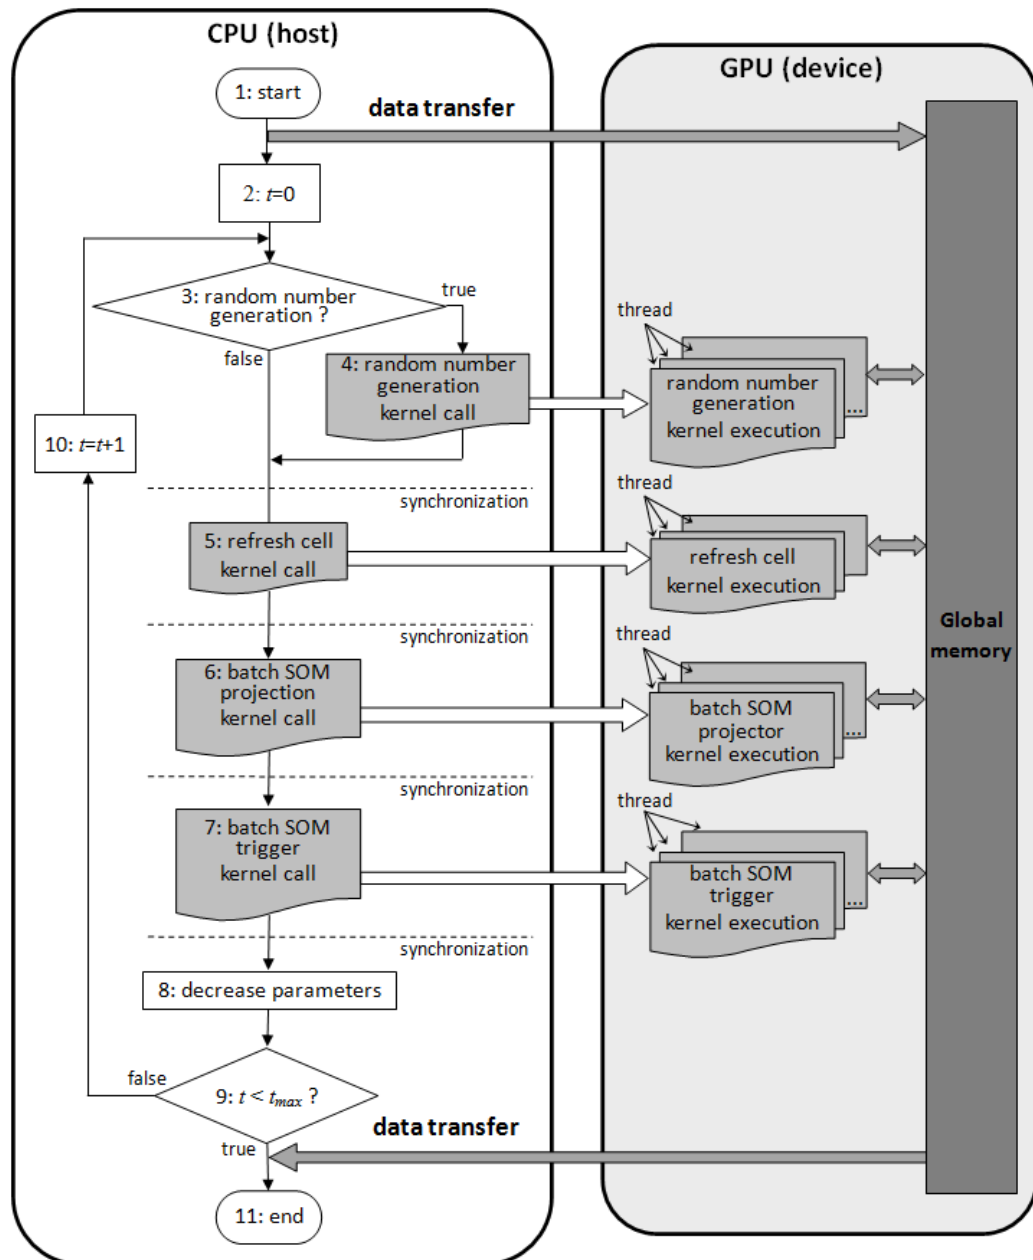 CPU (host)
1: start
data transfer
2: t=0
3: random number
generation ?
true
false
4: random number
generation
kernel call
10: t=t+1
synchronization
5: refresh cell
kernel call
synchronization
6: batch SOM
projection
kernel call
synchronization
7: batch SOM
trigger
kernel call
synchronization
8: decrease parameters
false
9: t < tmax ?
true
data transfer
11: end
GPU (device)
thread
random number
generation
kernel execution
...
thread
refresh cell
kernel execution
thread
batch SOM
projector
kernel execution
...
thread
batch SOM
trigger
kernel execution
...
Global
memory